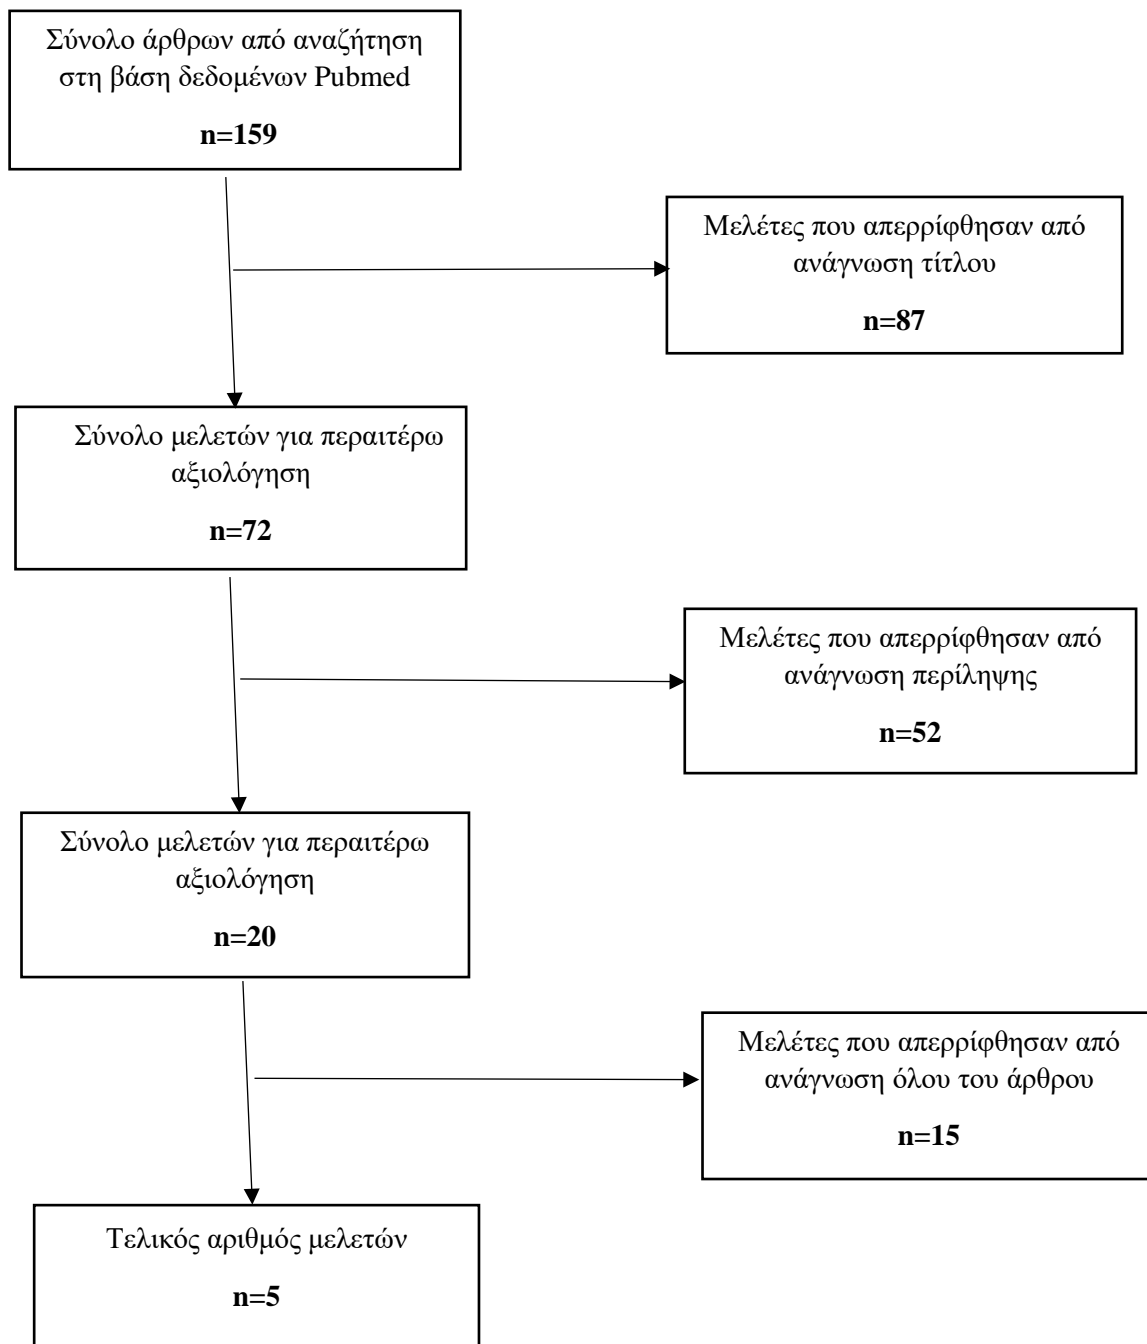 Σύνολο άρθρων από αναζήτηση
στη βάση δεδομένων Pubmed
n=159
Μελέτες που απερρίφθησαν από
ανάγνωση τίτλου
n=87
Σύνολο μελετών για περαιτέρω
αξιολόγηση
n=72
Μελέτες που απερρίφθησαν από
ανάγνωση περίληψης
n=52
Σύνολο μελετών για περαιτέρω
αξιολόγηση
n=20
Μελέτες που απερρίφθησαν από
ανάγνωση όλου του άρθρου
n=15
Τελικός αριθμός μελετών
n=5